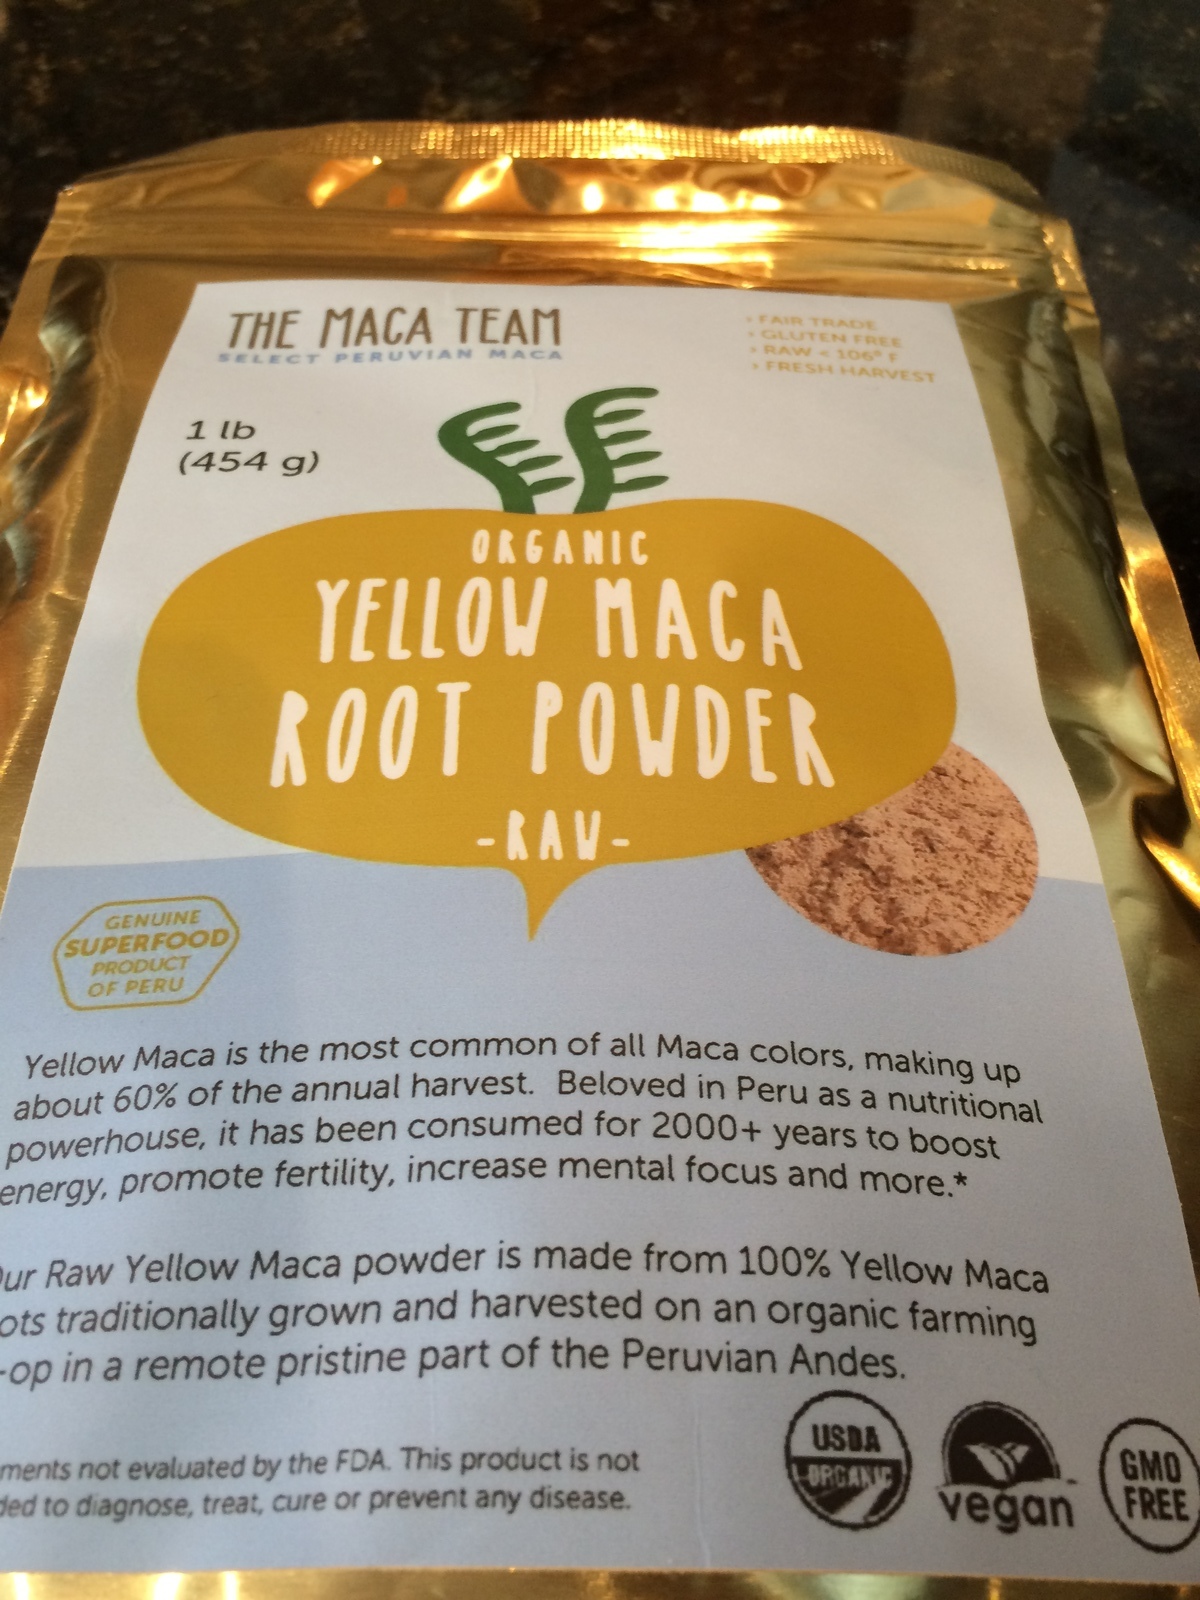 THE MACA TEAM
SELECT PERUVIAN MACA
› FAIR TRADE
› GLUTEN FREE
› RAW < 106° F
› FRESH HARVEST
1 lb
(454 g)
ORGANIC
YELLOW MACA
ROOT POWDER
-RAW-
GENUINE
SUPERFOOD
PRODUCT
OF PERU
Yellow Maca is the most common of all Maca colors, making up
about 60% of the annual harvest. Beloved in Peru as a nutritional
powerhouse, it has been consumed for 2000+ years to boost
energy, promote fertility, increase mental focus and more.*
ur Raw Yellow Maca powder is made from 100% Yellow Maca
ots traditionally grown and harvested on an organic farming
-op in a remote pristine part of the Peruvian Andes.
ments not evaluated by the FDA. This product is not
ded to diagnose, treat, cure or prevent any disease.
USDA
ORGANIC
vegan
GMO
FREE